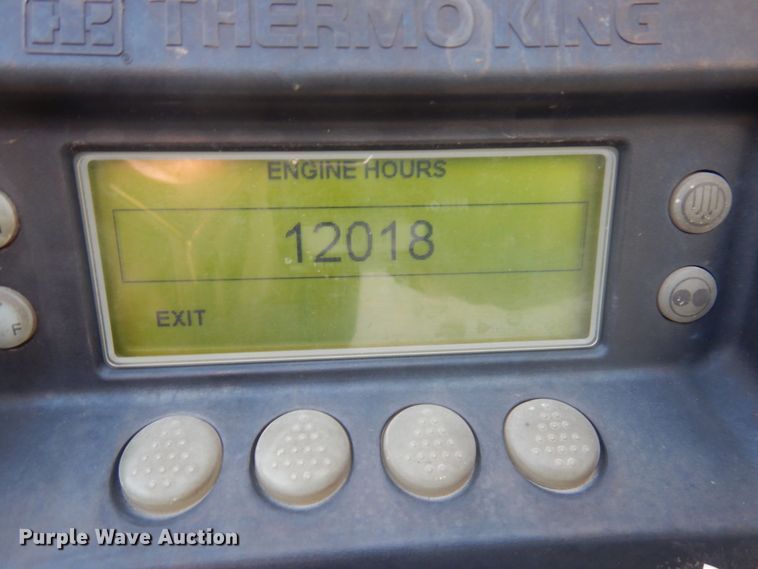 THERMO KING
ENGINE HOURS
12018
EXIT
F
Purple Wave Auction